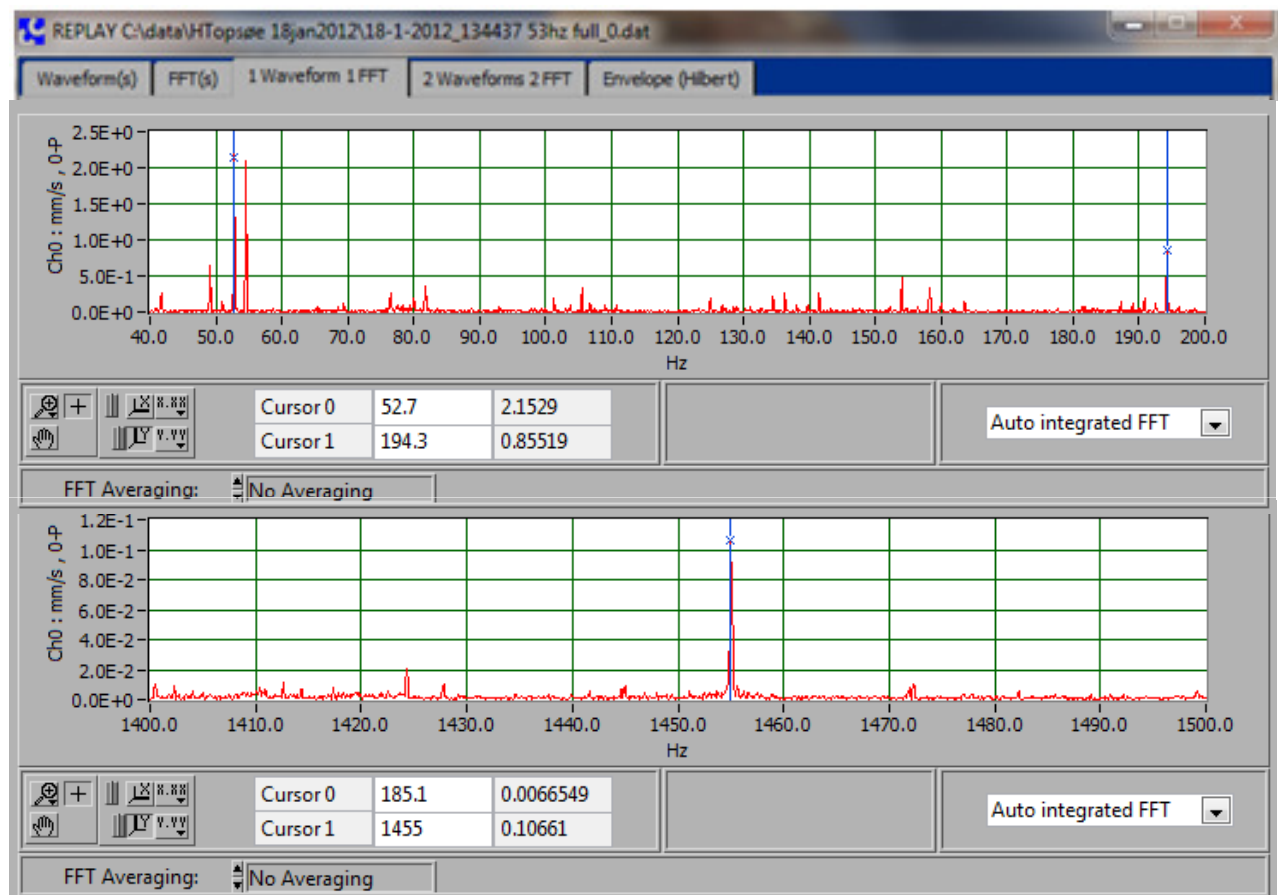 REPLAY C:\data\HTopsøe 18jan2012\18-1-2012_134437 53hz full_0.dat
Waveform(s) FFT(s) 1 Waveform 1 FFT 2 Waveforms 2 FFT Envelope (Hilbert)
Ch0 : mm/s , 0-P
2.5E+0
2.0E+0
1.5E+0
1.0E+0
5.0E-1
0.0E+0
40.0 50.0 60.0 70.0 80.0 90.0 100.0 110.0 120.0 130.0 140.0 150.0 160.0 170.0 180.0 190.0 200.0
Hz
X X.XX
Y Y.YY
Cursor 0 52.7 2.1529
Cursor 1 194.3 0.85519
Auto integrated FFT
FFT Averaging: No Averaging
Ch0 : mm/s , 0-P
1.2E-1
1.0E-1
8.0E-2
6.0E-2
4.0E-2
2.0E-2
0.0E+0
1400.0 1410.0 1420.0 1430.0 1440.0 1450.0 1460.0 1470.0 1480.0 1490.0 1500.0
Hz
X X.XX
Y Y.YY
Cursor 0 185.1 0.0066549
Cursor 1 1455 0.10661
Auto integrated FFT
FFT Averaging: No Averaging